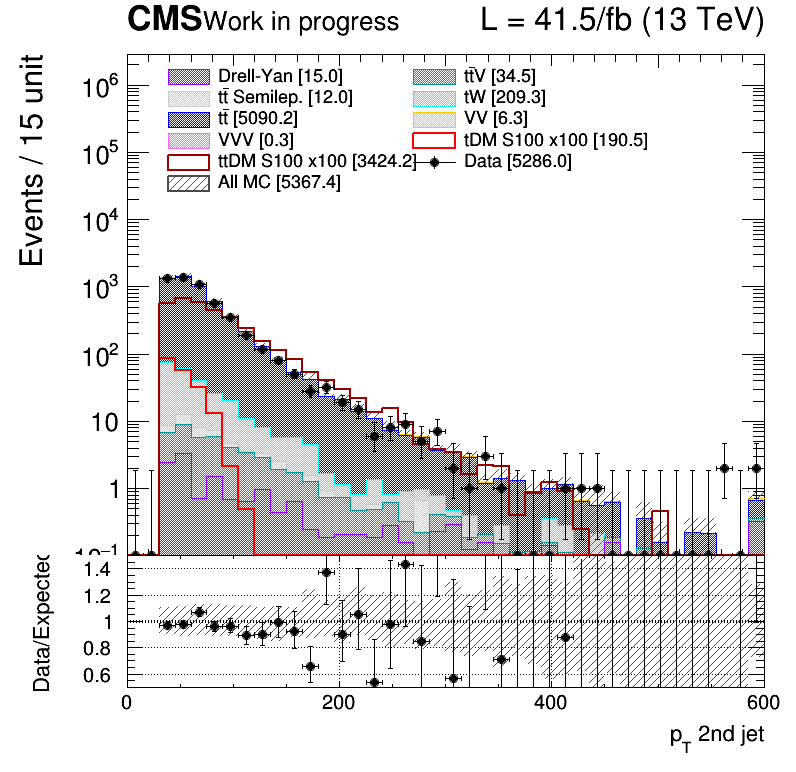 CMS Work in progress L = 41.5/fb (13 TeV)
Events / 15 unit
Drell-Yan [15.0] tt̄V [34.5]
tt̄ Semilep. [12.0] tW [209.3]
tt̄ [5090.2] VV [6.3]
VVV [0.3] tDM S100 x100 [190.5]
ttDM S100 x100 [3424.2] Data [5286.0]
All MC [5367.4]
10⁶
10⁵
10⁴
10³
10²
10
1
10⁻¹
Data/Expected
1.4
1.2
1
0.8
0.6
0 200 400 600
p_T 2nd jet